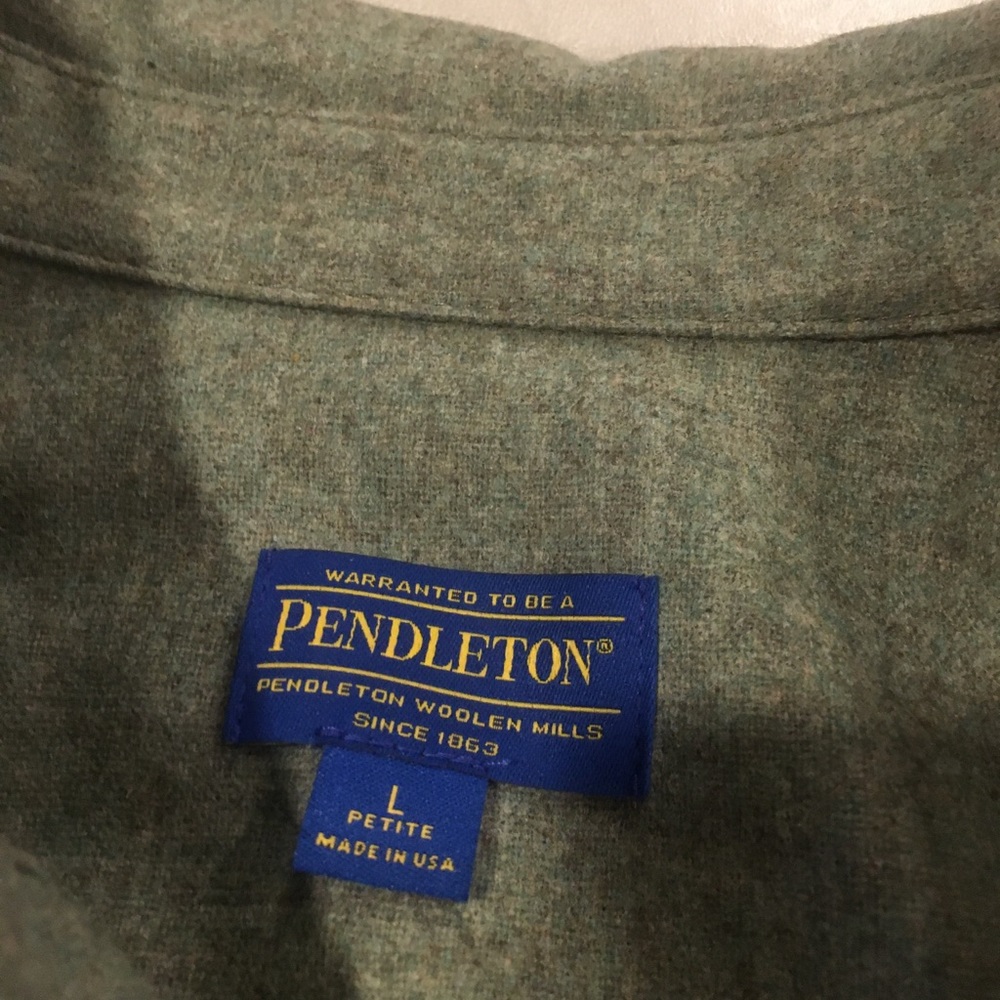 WARRANTED TO BE A
PENDLETON®
PENDLETON WOOLEN MILLS
SINCE 1863
L
PETITE
MADE IN USA